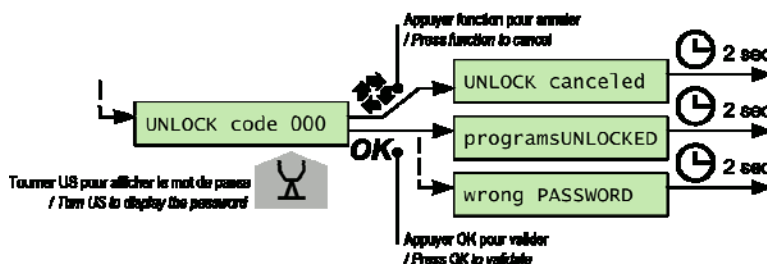 Appuyer fonction pour annuler
/ Press function to cancel
2 sec
UNLOCK canceled
2 sec
UNLOCK code 000
programsUNLOCKED
OK
2 sec
Tourner US pour afficher le mot de passe
/ Turn US to display the password
wrong PASSWORD
Appuyer OK pour valider
/ Press OK to validate